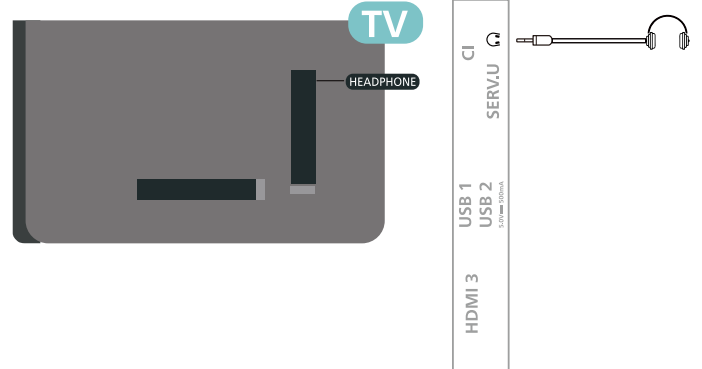 TV
HEADPHONE
CI
SERV.U
USB 1
USB 2
5.0V⎓500mA
HDMI 3